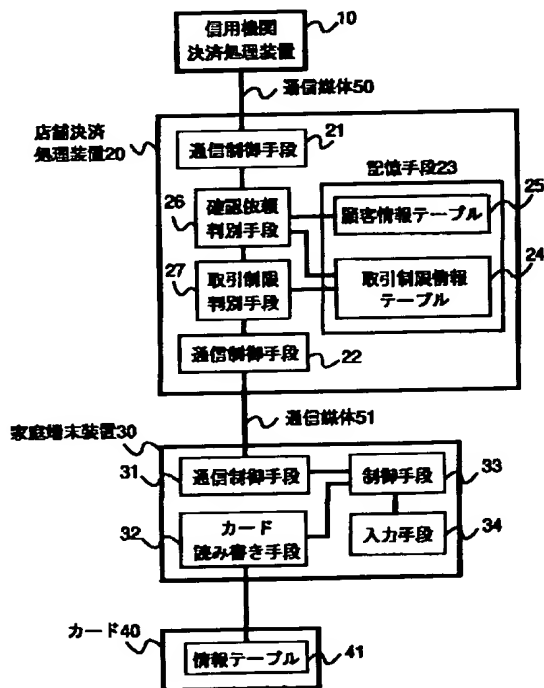 信用機関
決済処理装置
10
通信媒体50
店舗決済
処理装置20
通信制御手段
21
記憶手段23
26
確認依頼
判別手段
顧客情報テーブル
25
27
取引制限
判別手段
取引制限情報
テーブル
24
通信制御手段
22
通信媒体51
家庭端末装置30
31
通信制御手段
制御手段
33
32
カード
読み書き手段
入力手段
34
カード40
情報テーブル
41